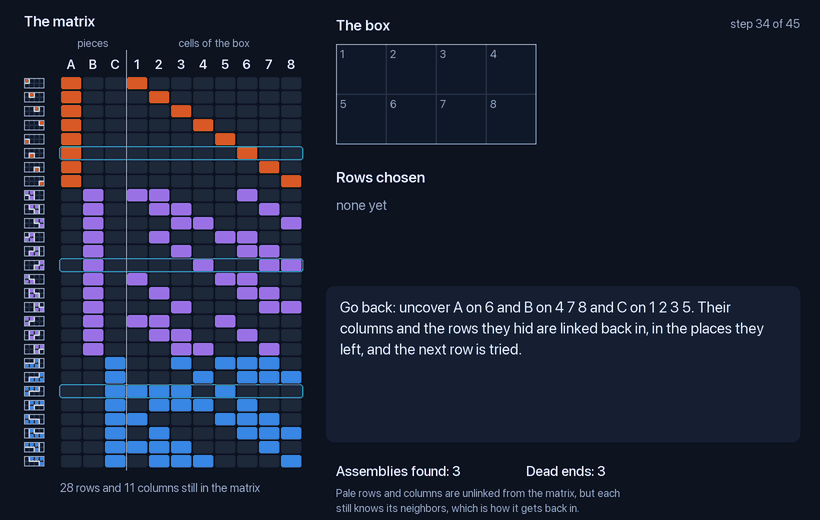 The matrix
pieces
cells of the box
A B C 1 2 3 4 5 6 7 8
28 rows and 11 columns still in the matrix
The box
step 34 of 45
1 2 3 4
5 6 7 8
Rows chosen
none yet
Go back: uncover A on 6 and B on 4 7 8 and C on 1 2 3 5. Their
columns and the rows they hid are linked back in, in the places they
left, and the next row is tried.
Assemblies found: 3
Dead ends: 3
Pale rows and columns are unlinked from the matrix, but each
still knows its neighbors, which is how it gets back in.